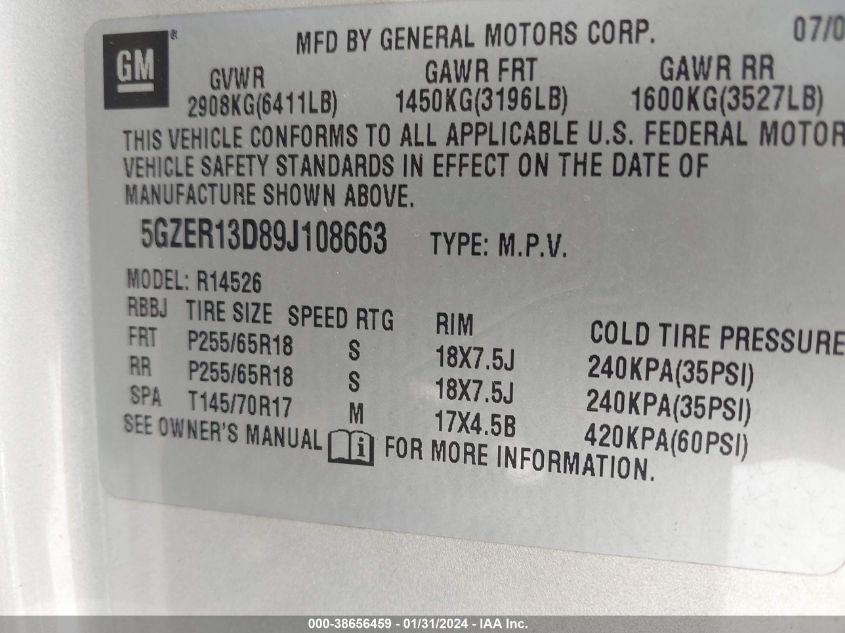 GM ® MFD BY GENERAL MOTORS CORP. 07/0
GVWR GAWR FRT GAWR RR
2908KG(6411LB) 1450KG(3196LB) 1600KG(3527LB)
THIS VEHICLE CONFORMS TO ALL APPLICABLE U.S. FEDERAL MOTOR
VEHICLE SAFETY STANDARDS IN EFFECT ON THE DATE OF
MANUFACTURE SHOWN ABOVE.
5GZER13D89J108663 TYPE: M.P.V.
MODEL: R14526
RBBJ TIRE SIZE SPEED RTG RIM COLD TIRE PRESSURE
FRT P255/65R18 S 18X7.5J 240KPA(35PSI)
RR P255/65R18 S 18X7.5J 240KPA(35PSI)
SPA T145/70R17 M 17X4.5B 420KPA(60PSI)
SEE OWNER'S MANUAL i FOR MORE INFORMATION.
000-38656459 - 01/31/2024 - IAA Inc.